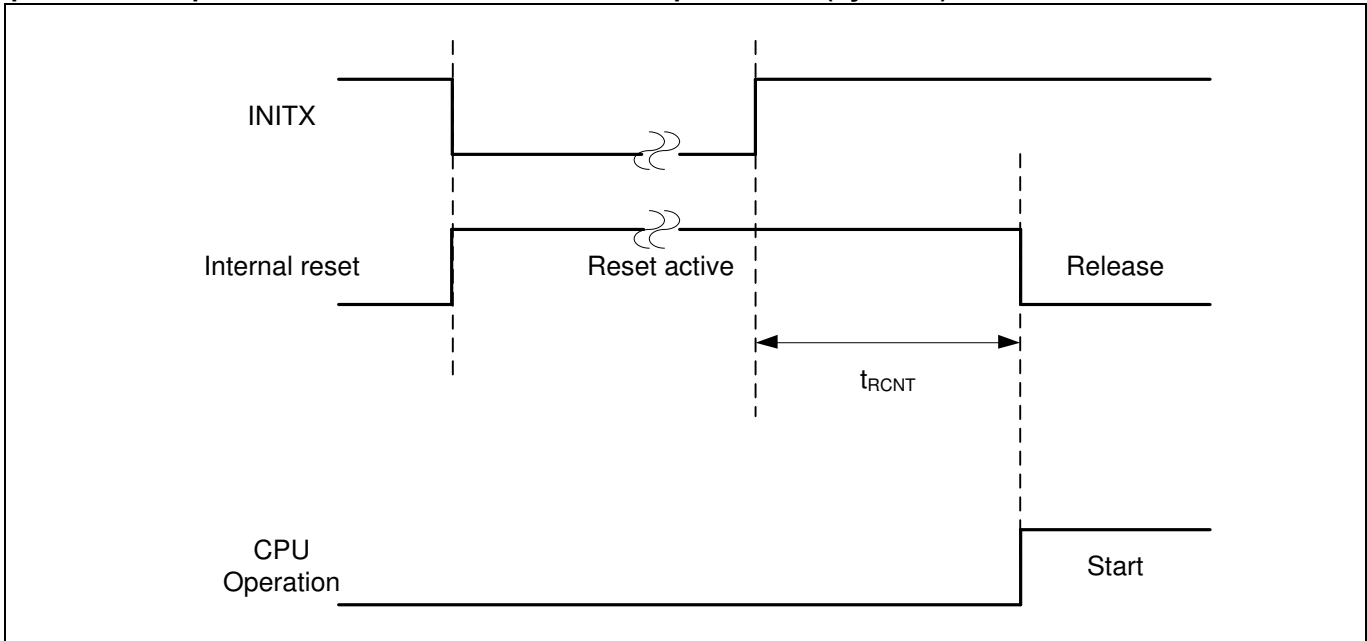 INITX
Internal reset
Reset active
Release
tRCNT
CPU
Operation
Start